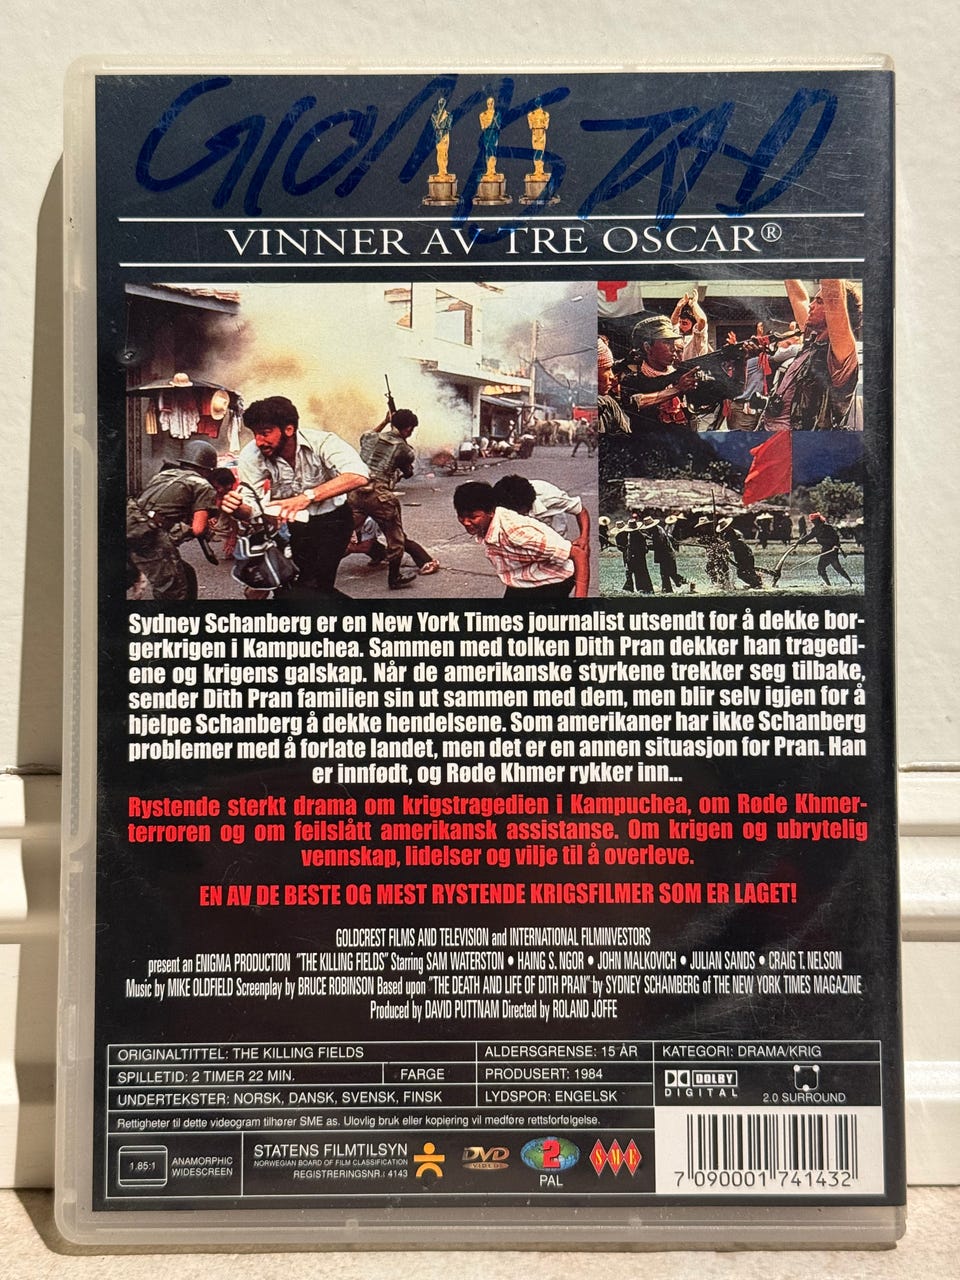 GLOMSTAD
VINNER AV TRE OSCAR®
Sydney Schanberg er en New York Times journalist utsendt for å dekke bor-
gerkrigen i Kampuchea. Sammen med tolken Dith Pran dekker han tragedi-
ene og krigens galskap. Når de amerikanske styrkene trekker seg tilbake,
sender Dith Pran familien sin ut sammen med dem, men blir selv igjen for å
hjelpe Schanberg å dekke hendelsene. Som amerikaner har ikke Schanberg
problemer med å forlate landet, men det er en annen situasjon for Pran. Han
er innfødt, og Røde Khmer rykker inn...
Rystende sterkt drama om krigstragedien i Kampuchea, om Røde Khmer-
terroren og om feilslått amerikansk assistanse. Om krigen og ubrytelig
vennskap, lidelser og vilje til å overleve.
EN AV DE BESTE OG MEST RYSTENDE KRIGSFILMER SOM ER LAGET!
GOLDCREST FILMS AND TELEVISION and INTERNATIONAL FILMINVESTORS
present an ENIGMA PRODUCTION "THE KILLING FIELDS" Starring SAM WATERSTON • HAING S. NGOR • JOHN MALKOVICH • JULIAN SANDS • CRAIG T. NELSON
Music by MIKE OLDFIELD Screenplay by BRUCE ROBINSON Based upon "THE DEATH AND LIFE OF DITH PRAN" by SYDNEY SCHAMBERG of THE NEW YORK TIMES MAGAZINE
Produced by DAVID PUTTNAM Directed by ROLAND JOFFE
ORIGINALTITTEL: THE KILLING FIELDS ALDERSGRENSE: 15 ÅR KATEGORI: DRAMA/KRIG
SPILLETID: 2 TIMER 22 MIN. FARGE PRODUSERT: 1984
UNDERTEKSTER: NORSK, DANSK, SVENSK, FINSK LYDSPOR: ENGELSK
DOLBY
DIGITAL 2.0 SURROUND
Rettigheter til dette videogram tilhører SME as. Ulovlig bruk eller kopiering vil medføre rettsforfølgelse.
1.85:1 ANAMORPHIC
WIDESCREEN
STATENS FILMTILSYN
NORWEGIAN BOARD OF FILM CLASSIFICATION
REGISTRERINGSNR.: 4143
DVD
VIDEO
2
PAL
SME
7 090001 741432